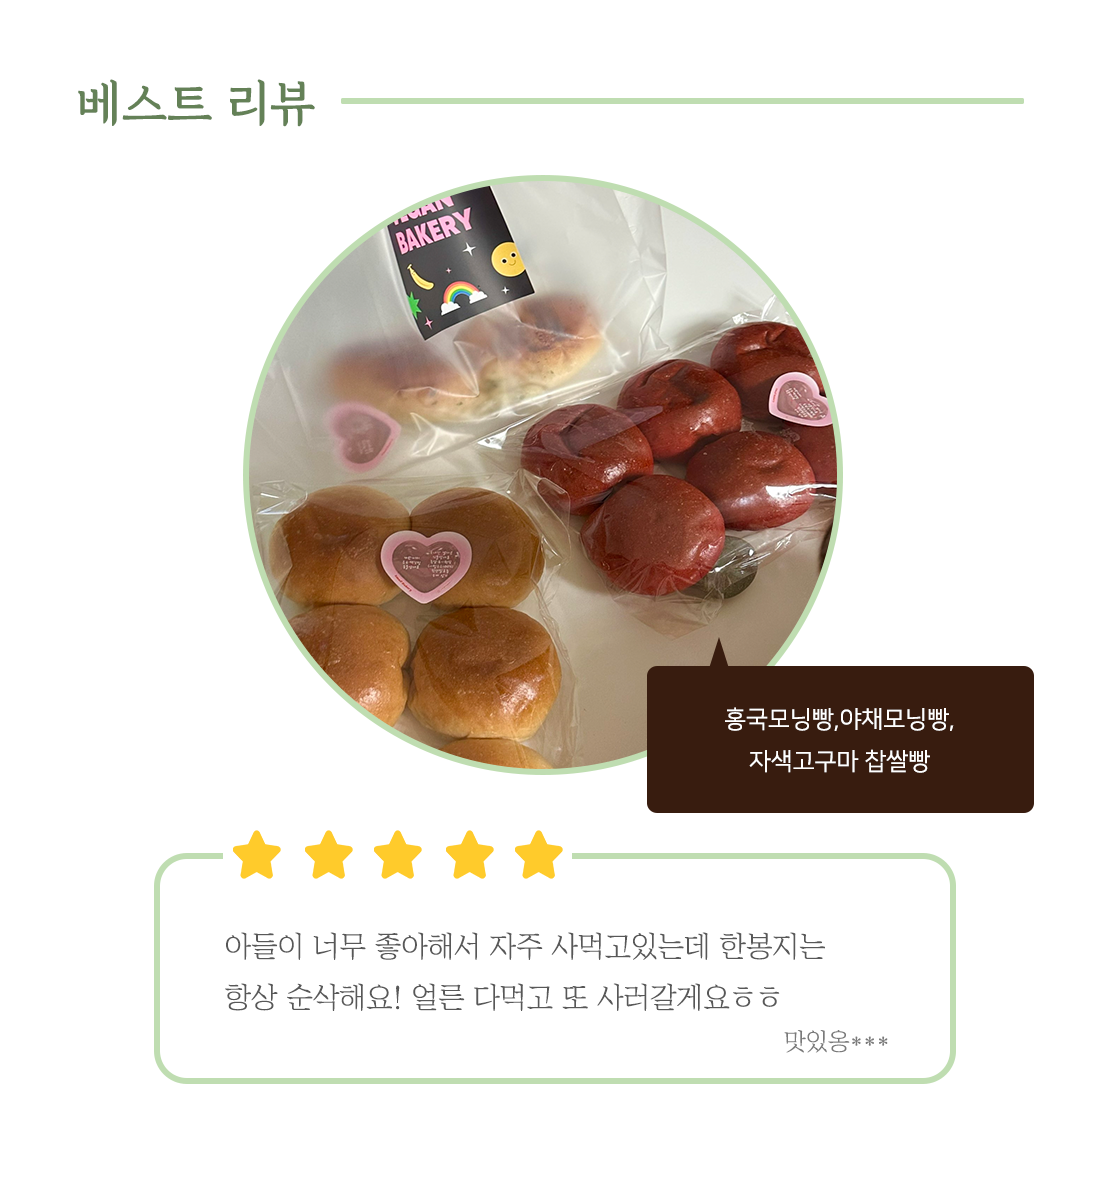 베스트 리뷰
BAKERY
홍국모닝빵,야채모닝빵,
자색고구마 찹쌀빵
아들이 너무 좋아해서 자주 사먹고있는데 한봉지는
항상 순삭해요! 얼른 다먹고 또 사러갈게요ㅎㅎ
맛있옹***